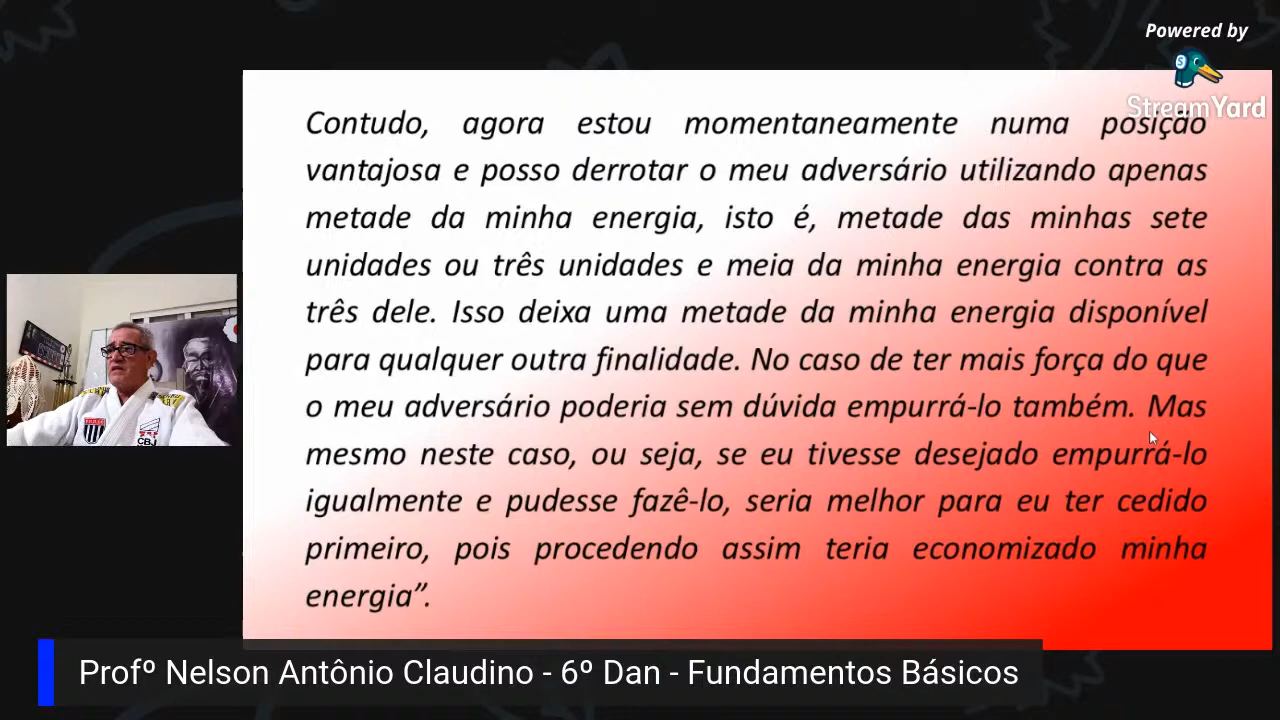 Powered by
StreamYard
Contudo, agora estou momentaneamente numa posição
vantajosa e posso derrotar o meu adversário utilizando apenas
metade da minha energia, isto é, metade das minhas sete
unidades ou três unidades e meia da minha energia contra as
três dele. Isso deixa uma metade da minha energia disponível
para qualquer outra finalidade. No caso de ter mais força do que
o meu adversário poderia sem dúvida empurrá-lo também. Mas
mesmo neste caso, ou seja, se eu tivesse desejado empurrá-lo
igualmente e pudesse fazê-lo, seria melhor para eu ter cedido
primeiro, pois procedendo assim teria economizado minha
energia”.
CBJ
Profº Nelson Antônio Claudino - 6º Dan - Fundamentos Básicos